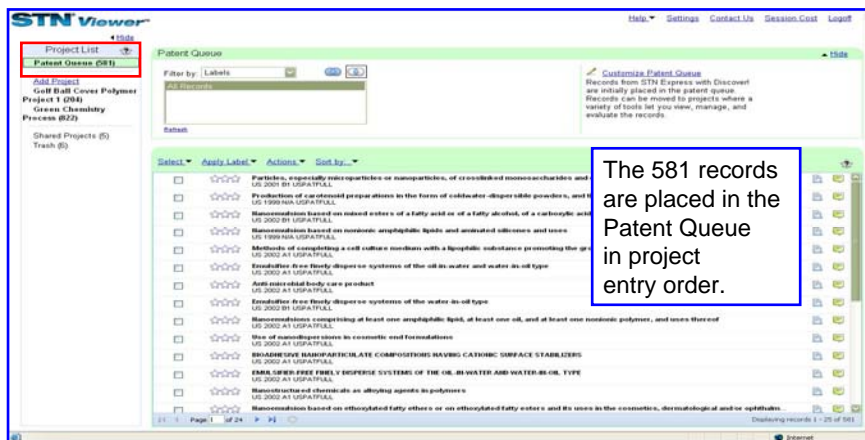 STN Viewer
Help Settings Contact Us Session Cost Logoff
Hide
Project List
Patent Queue (581)
Add Project
Golf Ball Cover Polymer
Project 1 (204)
Green Chemistry
Process (822)
Shared Projects (5)
Trash (6)
Patent Queue
Hide
Filter by: Labels
All Records
Refresh
Customize Patent Queue
Records from STN Express with Discover!
are initially placed in the patent queue.
Records can be moved to projects where a
variety of tools let you view, manage, and
evaluate the records.
Select Apply Label Actions Sort by:
Particles, especially microparticles or nanoparticles, of crosslinked monosaccharides and
US 2001 B1 USPATFULL
Production of carotenoid preparations in the form of coldwater-dispersible powders, and
US 1999 N/A USPATFULL
Nanoemulsion based on mixed esters of a fatty acid or of a fatty alcohol, of a carboxylic acid
US 2002 B1 USPATFULL
Nanoemulsion based on nonionic amphiphilic lipids and aminated silicones and uses
US 1999 N/A USPATFULL
Methods of completing a cell culture medium with a lipophilic substance promoting the
US 2002 A1 USPATFULL
Emulsifier-free finely disperse systems of the oil-in-water and water-in-oil type
US 2002 A1 USPATFULL
Anti-microbial body care product
US 2002 A1 USPATFULL
Emulsifier-free finely disperse systems of the water-in-oil type
US 2002 B1 USPATFULL
Nanoemulsions comprising at least one amphiphilic lipid, at least one oil, and at least one nonionic polymer, and uses thereof
US 2002 A1 USPATFULL
Use of nanodispersions in cosmetic end formulations
US 2002 A1 USPATFULL
BIOADHESIVE NANOPARTICULATE COMPOSITIONS HAVING CATIONIC SURFACE STABILIZERS
US 2002 A1 USPATFULL
EMULSIFIER-FREE FINELY DISPERSE SYSTEMS OF THE OIL-IN-WATER AND WATER-IN-OIL TYPE
US 2002 A1 USPATFULL
Nanostructured chemicals as alloying agents in polymers
US 2002 A1 USPATFULL
Nanoemulsion based on ethoxylated fatty ethers or on ethoxylated fatty esters and its uses in the cosmetics, dermatological and/or ophthalm..
Page 1 of 24
Displaying records 1 - 25 of 581
Internet
The 581 records
are placed in the
Patent Queue
in project
entry order.